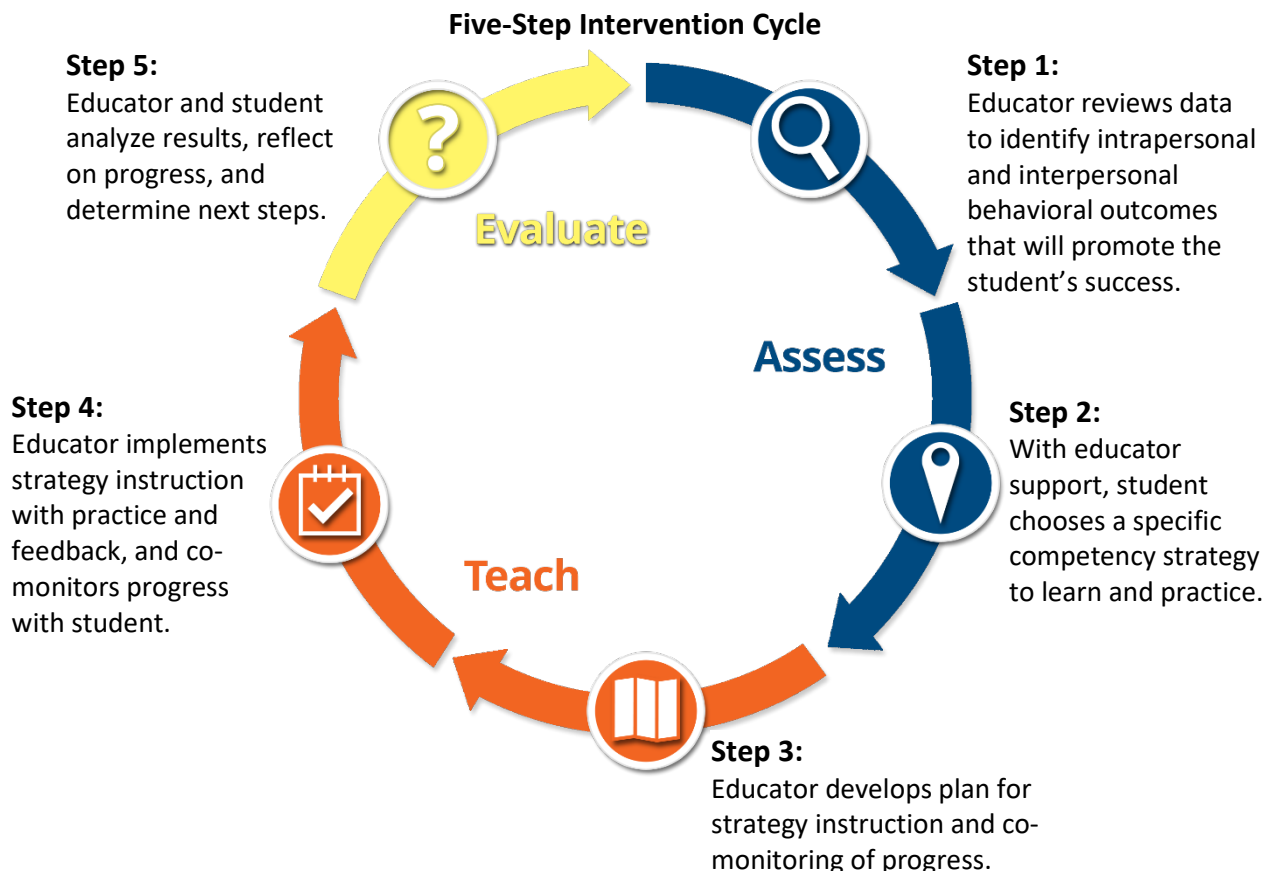 Five-Step Intervention Cycle
Step 1:
Educator reviews data
to identify intrapersonal
and interpersonal
behavioral outcomes
that will promote the
student’s success.
Step 2:
With educator
support, student
chooses a specific
competency strategy
to learn and practice.
Step 3:
Educator develops plan for
strategy instruction and co-
monitoring of progress.
Step 4:
Educator implements
strategy instruction
with practice and
feedback, and co-
monitors progress
with student.
Step 5:
Educator and student
analyze results, reflect
on progress, and
determine next steps.
?
Evaluate
Assess
Teach